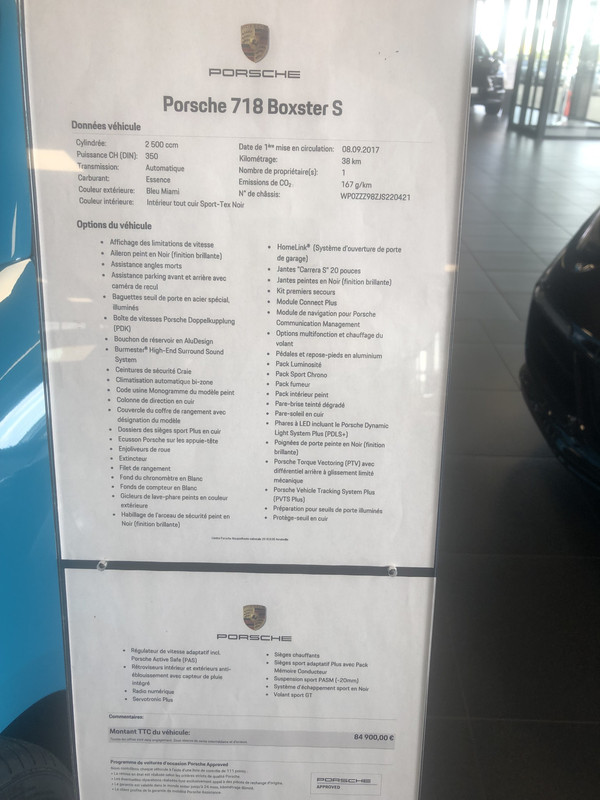 PORSCHE
Porsche 718 Boxster S
Données véhicule
Cylindrée: 2 500 ccm
Puissance CH (DIN): 350
Transmission: Automatique
Carburant: Essence
Couleur extérieure: Bleu Miami
Couleur intérieure: Intérieur tout cuir Sport-Tex Noir
Date de 1ère mise en circulation: 08.09.2017
Kilométrage: 38 km
Nombre de propriétaire(s): 1
Emissions de CO₂: 167 g/km
N° de châssis: WP0ZZZ98ZJS220421
Options du véhicule
• Affichage des limitations de vitesse
• Aileron peint en Noir (finition brillante)
• Assistance angles morts
• Assistance parking avant et arrière avec
caméra de recul
• Baguettes seuil de porte en acier spécial,
illuminés
• Boîte de vitesses Porsche Doppelkupplung
(PDK)
• Bouchon de réservoir en AluDesign
• Burmester® High-End Surround Sound
System
• Ceintures de sécurité Craie
• Climatisation automatique bi-zone
• Code usine Monogramme du modèle peint
• Colonne de direction en cuir
• Couvercle du coffre de rangement avec
désignation du modèle
• Dossiers des sièges sport Plus en cuir
• Ecusson Porsche sur les appuie-tête
• Enjoliveurs de roue
• Extincteur
• Filet de rangement
• Fond du chronomètre en Blanc
• Fonds de compteur en Blanc
• Gicleurs de lave-phare peints en couleur
extérieure
• Habillage de l'arceau de sécurité peint en
Noir (finition brillante)
• HomeLink® (Système d'ouverture de porte
de garage)
• Jantes "Carrera S" 20 pouces
• Jantes peintes en Noir (finition brillante)
• Kit premiers secours
• Module Connect Plus
• Module de navigation pour Porsche
Communication Management
• Options multifonction et chauffage du
volant
• Pédales et repose-pieds en aluminium
• Pack Luminosité
• Pack Sport Chrono
• Pack fumeur
• Pack intérieur peint
• Pare-brise teinté dégradé
• Pare-soleil en cuir
• Phares à LED incluant le Porsche Dynamic
Light System Plus (PDLS+)
• Poignées de porte peinte en Noir (finition
brillante)
• Porsche Torque Vectoring (PTV) avec
différentiel arrière à glissement limité
mécanique
• Porsche Vehicle Tracking System Plus
(PVTS Plus)
• Préparation pour seuils de porte illuminés
• Protège-seuil en cuir
PORSCHE
• Régulateur de vitesse adaptatif incl.
Porsche Active Safe (PAS)
• Rétroviseurs intérieur et extérieurs anti-
éblouissement avec capteur de pluie
intégré
• Radio numérique
• Servotronic Plus
• Sièges chauffants
• Sièges sport adaptatif Plus avec Pack
Mémoire Conducteur
• Suspension sport PASM (-20mm)
• Système d'échappement sport en Noir
• Volant sport GT
Commentaires:
Montant TTC du véhicule: 84 900,00 €
Programme de voitures d'occasion Porsche Approved
PORSCHE
APPROVED